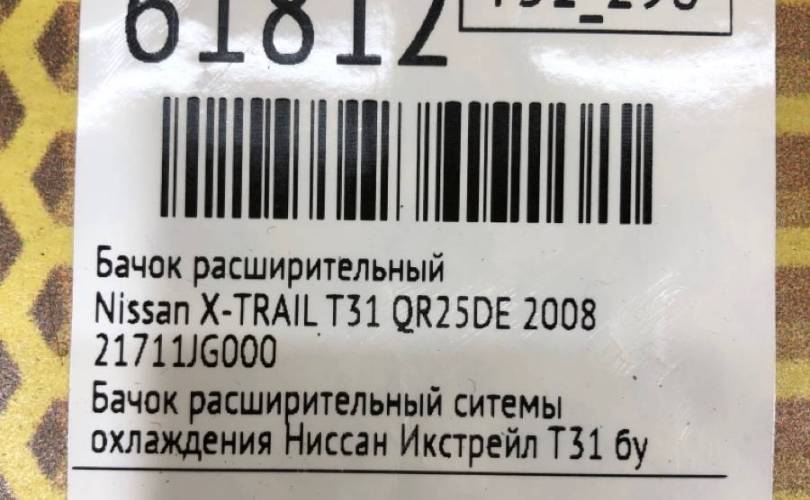 61812
Бачок расширительный
Nissan X-TRAIL T31 QR25DE 2008
21711JG000
Бачок расширительный ситемы
охлаждения Ниссан Икстрейл Т31 бу